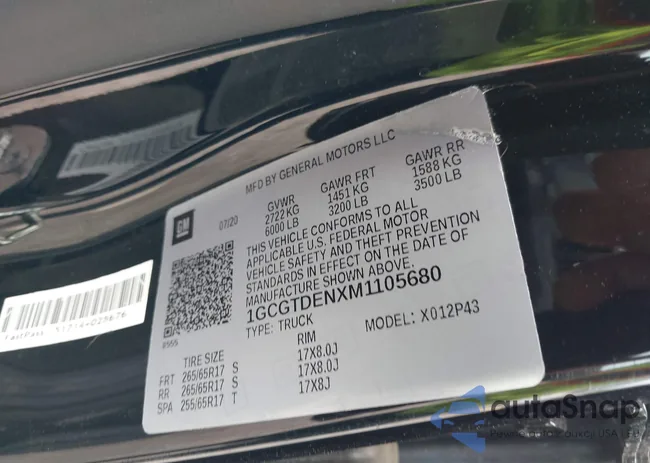 MFD BY GENERAL MOTORS LLC
GM
07/20
GVWR
2722 KG
6000 LB
GAWR FRT
1451 KG
3200 LB
GAWR RR
1588 KG
3500 LB
THIS VEHICLE CONFORMS TO ALL
APPLICABLE U.S. FEDERAL MOTOR
VEHICLE SAFETY AND THEFT PREVENTION
STANDARDS IN EFFECT ON THE DATE OF
MANUFACTURE SHOWN ABOVE.
1GCGTDENXM1105680
TYPE: TRUCK
MODEL: X012P43
TIRE SIZE RIM
FRT 265/65R17 S 17X8.0J
RR 265/65R17 S 17X8.0J
SPA 255/65R17 T 17X8J
FastPass
autoSnap